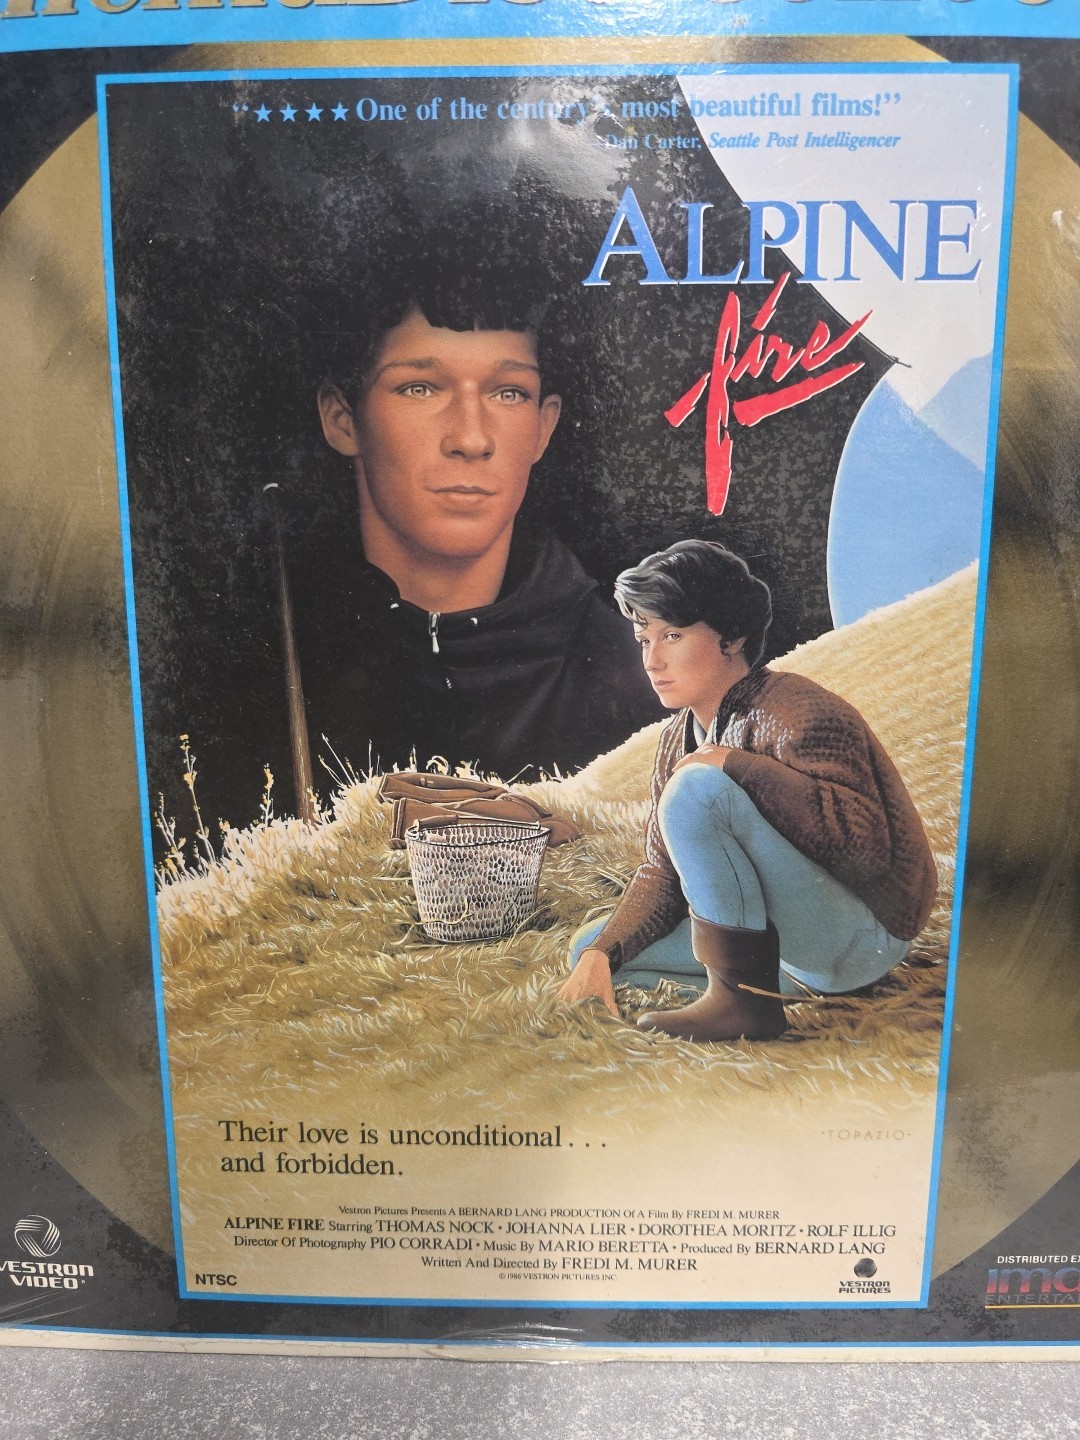 “★★★★One of the century's most beautiful films!”
Dan Carter, Seattle Post Intelligencer
ALPINE
fire
Their love is unconditional...
and forbidden.
·TOPAZIO·
Vestron Pictures Presents A BERNARD LANG PRODUCTION Of A Film By FREDI M. MURER
ALPINE FIRE Starring THOMAS NOCK · JOHANNA LIER · DOROTHEA MORITZ · ROLF ILLIG
Director Of Photography PIO CORRADI · Music By MARIO BERETTA · Produced By BERNARD LANG
Written And Directed By FREDI M. MURER
© 1986 VESTRON PICTURES INC.
NTSC
VESTRON
PICTURES
VESTRON
VIDEO
DISTRIBUTED